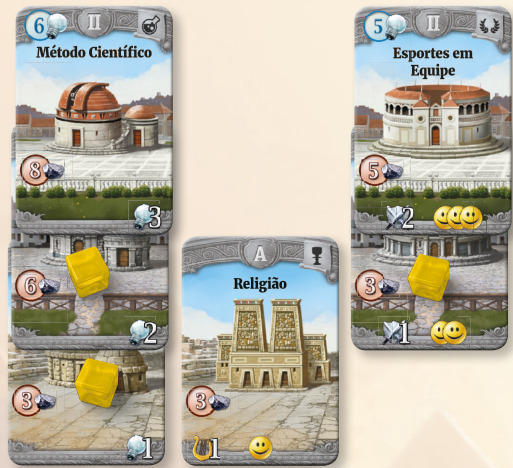 6 II
Método Científico
8
3
6
2
3
1
A
Religião
3
1
5 II
Esportes em
Equipe
5
2
3
1